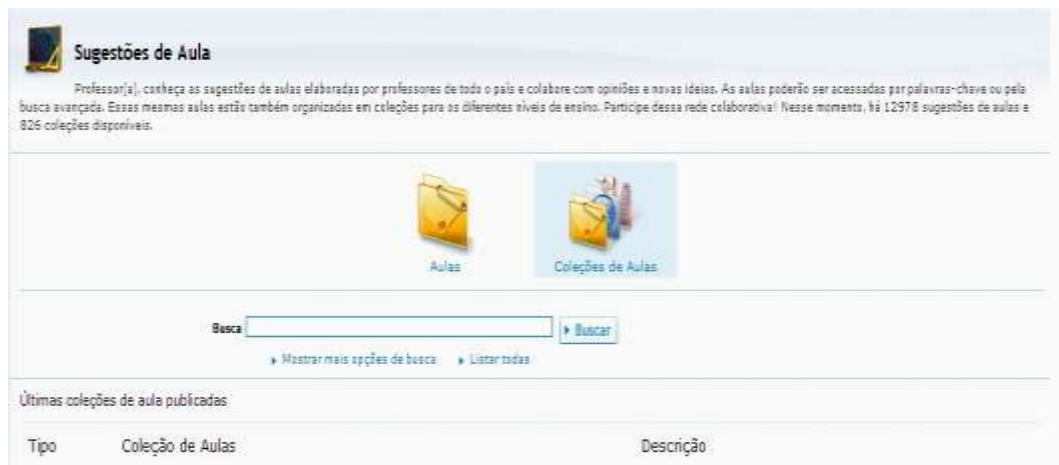 Sugestões de Aula
Professor(a), conheça as sugestões de aulas elaboradas por professores de todo o país e colabore com opiniões e novas ideias. As aulas poderão ser acessadas por palavras-chave ou pela
busca avançada. Essas mesmas aulas estão também organizadas em coleções para os diferentes níveis de ensino. Participe dessa rede colaborativa! Nesse momento, há 12978 sugestões de aulas e
826 coleções disponíveis.
Aulas
Coleções de Aulas
Busca
Buscar
Mostrar mais opções de busca
Listar todas
Últimas coleções de aula publicadas
Tipo Coleção de Aulas Descrição